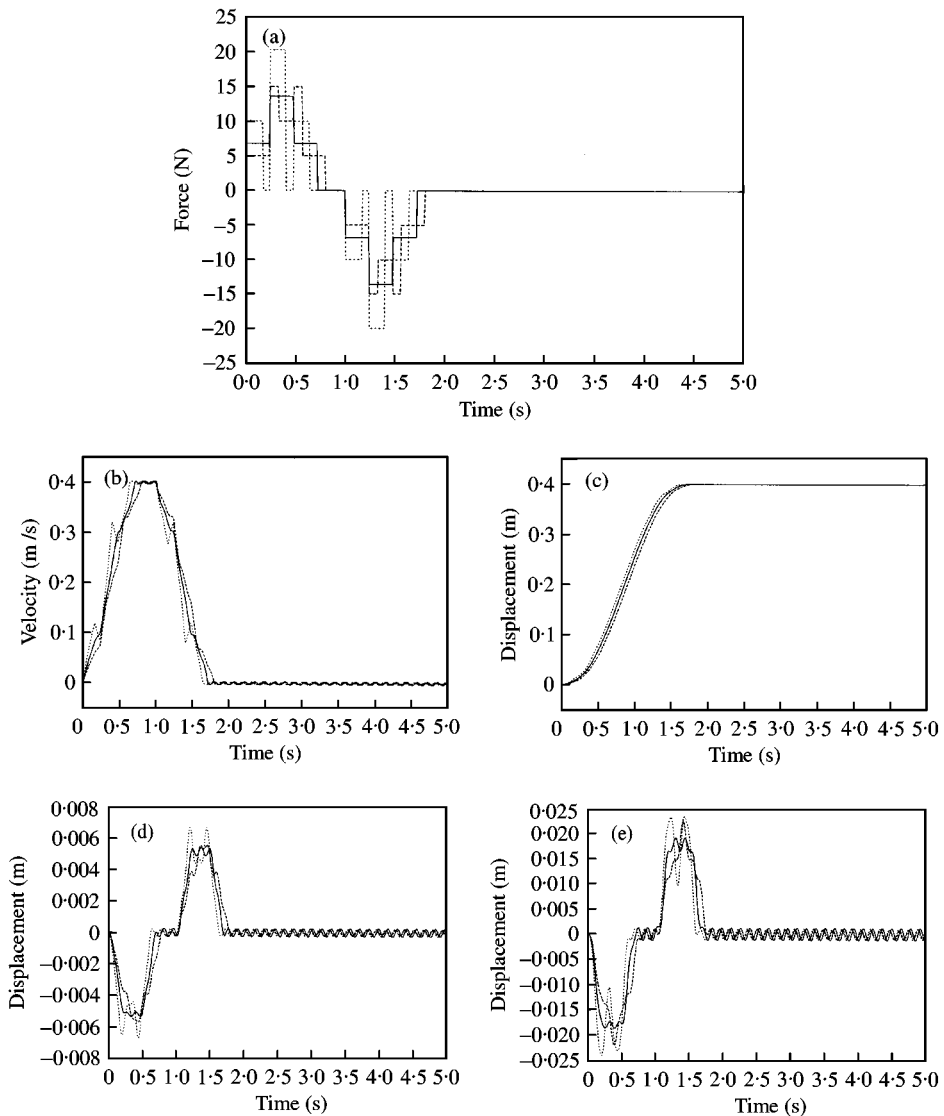 (a)
25
20
15
10
5
0
−5
−10
−15
−20
−25
Force (N)
0·0 0·5 1·0 1·5 2·0 2·5 3·0 3·5 4·0 4·5 5·0
Time (s)
(b)
0·4
0·3
0·2
0·1
0
Velocity (m /s)
0 0·5 1·0 1·5 2·0 2·5 3·0 3·5 4·0 4·5 5·0
Time (s)
(c)
0·4
0·3
0·2
0·1
0
Displacement (m)
0 0·5 1·0 1·5 2·0 2·5 3·0 3·5 4·0 4·5 5·0
Time (s)
(d)
0·008
0·006
0·004
0·002
0
−0·002
−0·004
−0·006
−0·008
Displacement (m)
0 0·5 1·0 1·5 2·0 2·5 3·0 3·5 4·0 4·5 5·0
Time (s)
(e)
0·025
0·020
0·015
0·010
0·005
0
−0·005
−0·010
−0·015
−0·020
−0·025
Displacement (m)
0 0·5 1·0 1·5 2·0 2·5 3·0 3·5 4·0 4·5 5·0
Time (s)